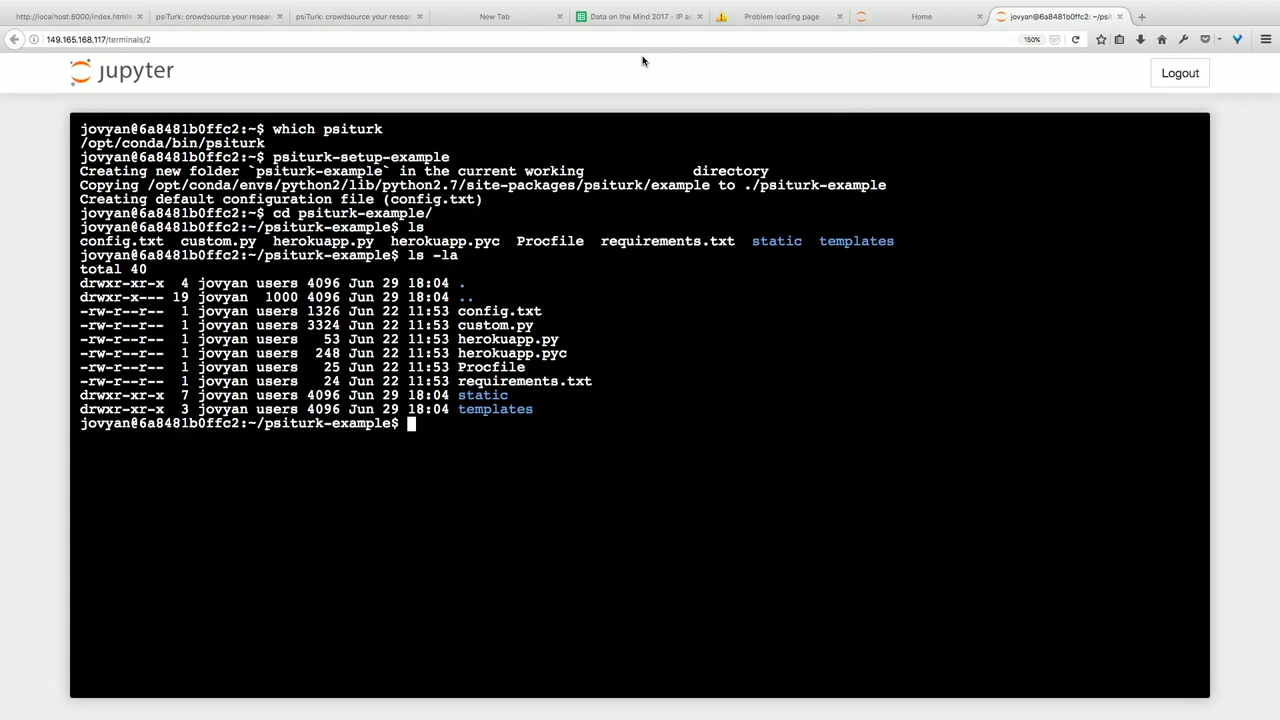 http://localhost:8000/index.html#
psiTurk: crowdsource your resear
psiTurk: crowdsource your resear
New Tab
Data on the Mind 2017 - IP ad
Problem loading page
Home
jovyan@6a8481b0ffc2: ~/psit
149.165.168.117/terminals/2
150%
jupyter
Logout
jovyan@6a8481b0ffc2:~$ which psiturk
/opt/conda/bin/psiturk
jovyan@6a8481b0ffc2:~$ psiturk-setup-example
Creating new folder `psiturk-example` in the current working directory
Copying /opt/conda/envs/python2/lib/python2.7/site-packages/psiturk/example to ./psiturk-example
Creating default configuration file (config.txt)
jovyan@6a8481b0ffc2:~$ cd psiturk-example/
jovyan@6a8481b0ffc2:~/psiturk-example$ ls
config.txt custom.py herokuapp.py herokuapp.pyc Procfile requirements.txt static templates
jovyan@6a8481b0ffc2:~/psiturk-example$ ls -la
total 40
drwxr-xr-x 4 jovyan users 4096 Jun 29 18:04 .
drwxr-x--- 19 jovyan 1000 4096 Jun 29 18:04 ..
-rw-r--r-- 1 jovyan users 1326 Jun 22 11:53 config.txt
-rw-r--r-- 1 jovyan users 3324 Jun 22 11:53 custom.py
-rw-r--r-- 1 jovyan users 53 Jun 22 11:53 herokuapp.py
-rw-r--r-- 1 jovyan users 248 Jun 22 11:53 herokuapp.pyc
-rw-r--r-- 1 jovyan users 25 Jun 22 11:53 Procfile
-rw-r--r-- 1 jovyan users 24 Jun 22 11:53 requirements.txt
drwxr-xr-x 7 jovyan users 4096 Jun 29 18:04 static
drwxr-xr-x 3 jovyan users 4096 Jun 29 18:04 templates
jovyan@6a8481b0ffc2:~/psiturk-example$